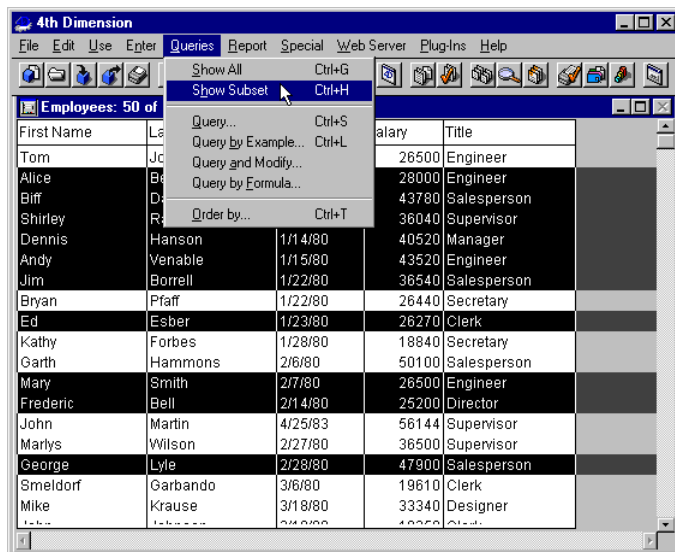 4th Dimension
File Edit Use Enter Queries Report Special Web Server Plug-Ins Help
Show All Ctrl+G
Show Subset Ctrl+H
Query... Ctrl+S
Query by Example... Ctrl+L
Query and Modify...
Query by Formula...
Order by... Ctrl+T
Employees: 50 of
First Name La alary Title
Tom Jo 26500 Engineer
Alice Be 28000 Engineer
Biff Da 43780 Salesperson
Shirley Ra 36040 Supervisor
Dennis Hanson 1/14/80 40520 Manager
Andy Venable 1/15/80 43520 Engineer
Jim Borrell 1/22/80 36540 Salesperson
Bryan Pfaff 1/22/80 26440 Secretary
Ed Esber 1/23/80 26270 Clerk
Kathy Forbes 1/28/80 18840 Secretary
Garth Hammons 2/6/80 50100 Salesperson
Mary Smith 2/7/80 26500 Engineer
Frederic Bell 2/14/80 25200 Director
John Martin 4/25/83 56144 Supervisor
Marlys Wilson 2/27/80 36500 Supervisor
George Lyle 2/28/80 47900 Salesperson
Smeldorf Garbando 3/6/80 19610 Clerk
Mike Krause 3/18/80 33340 Designer